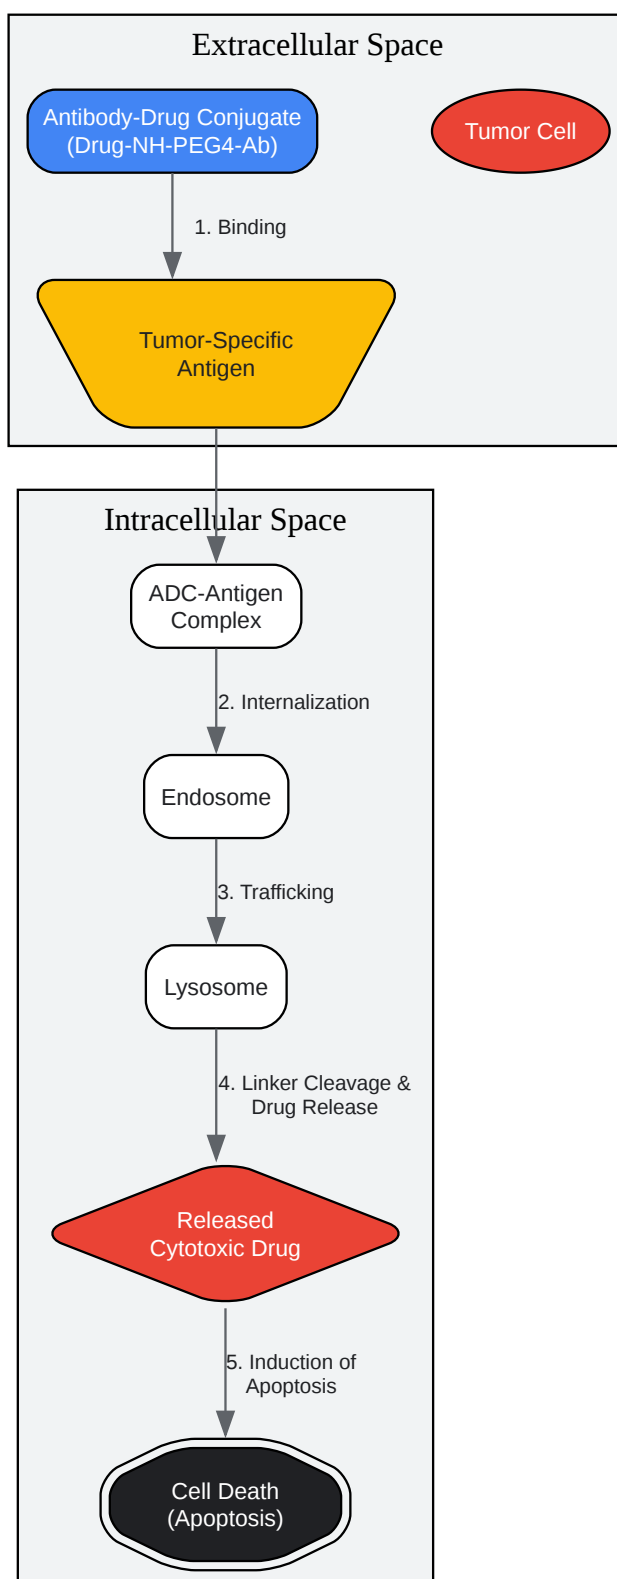 Extracellular Space
Antibody-Drug Conjugate
(Drug-NH-PEG4-Ab)
Tumor Cell
1. Binding
Tumor-Specific
Antigen
Intracellular Space
ADC-Antigen
Complex
2. Internalization
Endosome
3. Trafficking
Lysosome
4. Linker Cleavage &
Drug Release
Released
Cytotoxic Drug
5. Induction of
Apoptosis
Cell Death
(Apoptosis)